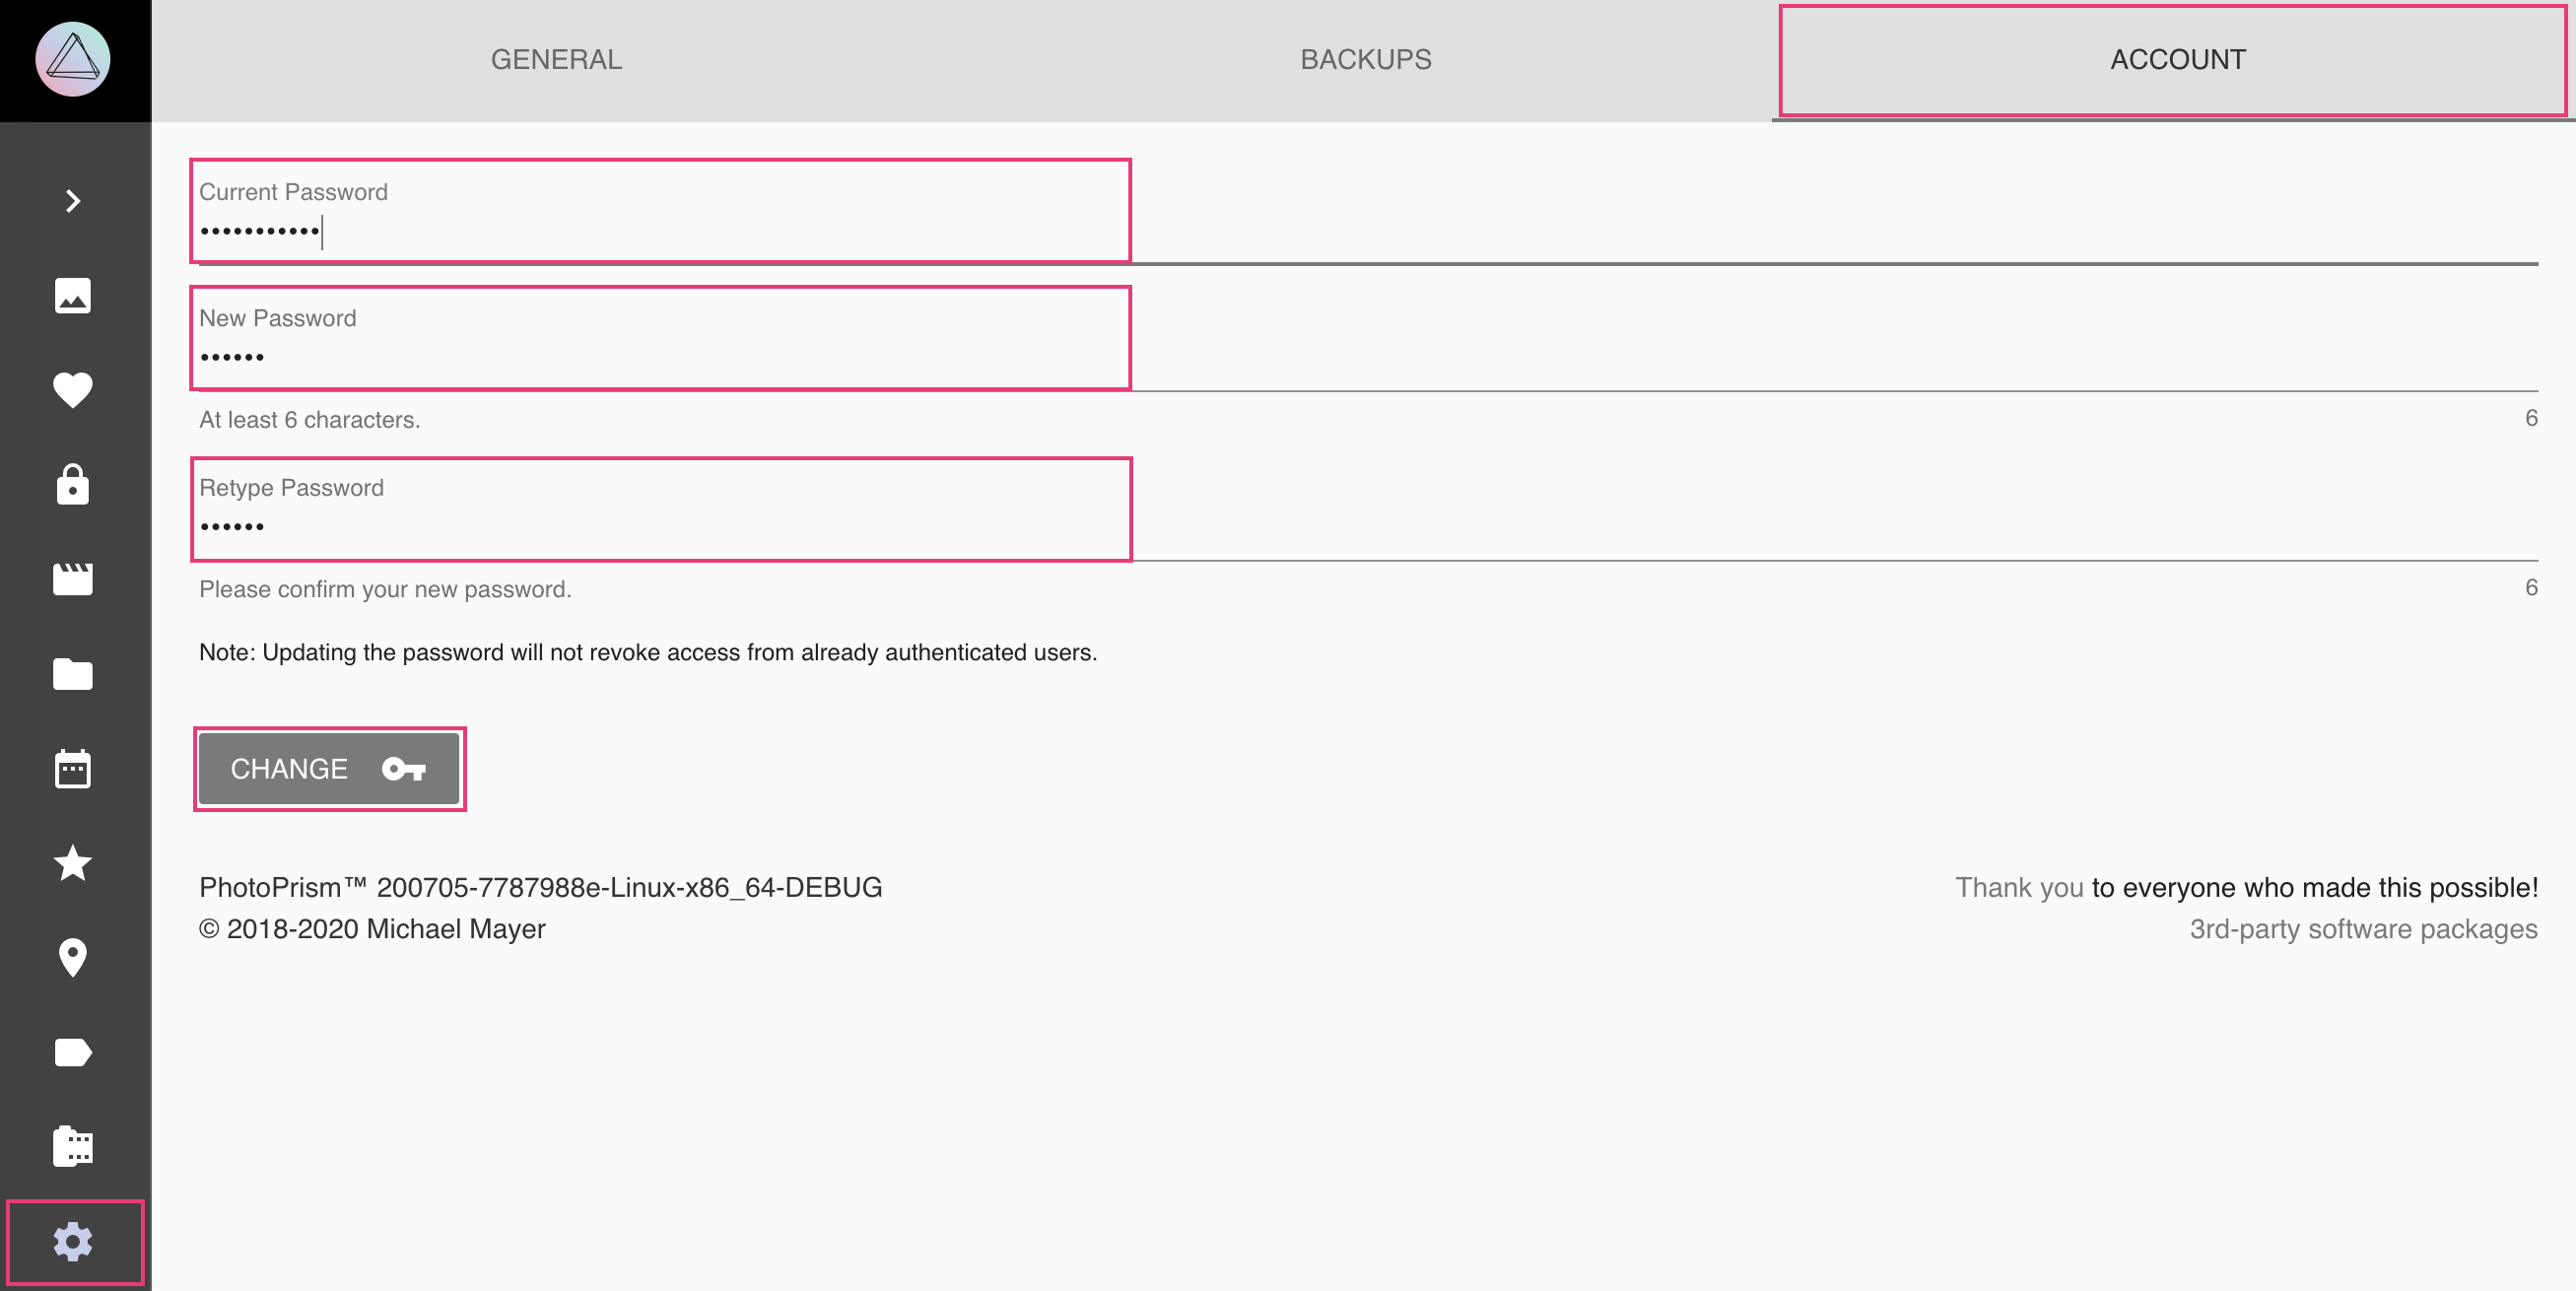 GENERAL
BACKUPS
ACCOUNT
Current Password
•••••••••••
New Password
••••••
At least 6 characters.
6
Retype Password
••••••
Please confirm your new password.
6
Note: Updating the password will not revoke access from already authenticated users.
CHANGE
PhotoPrism™ 200705-7787988e-Linux-x86_64-DEBUG
© 2018-2020 Michael Mayer
Thank you to everyone who made this possible!
3rd-party software packages